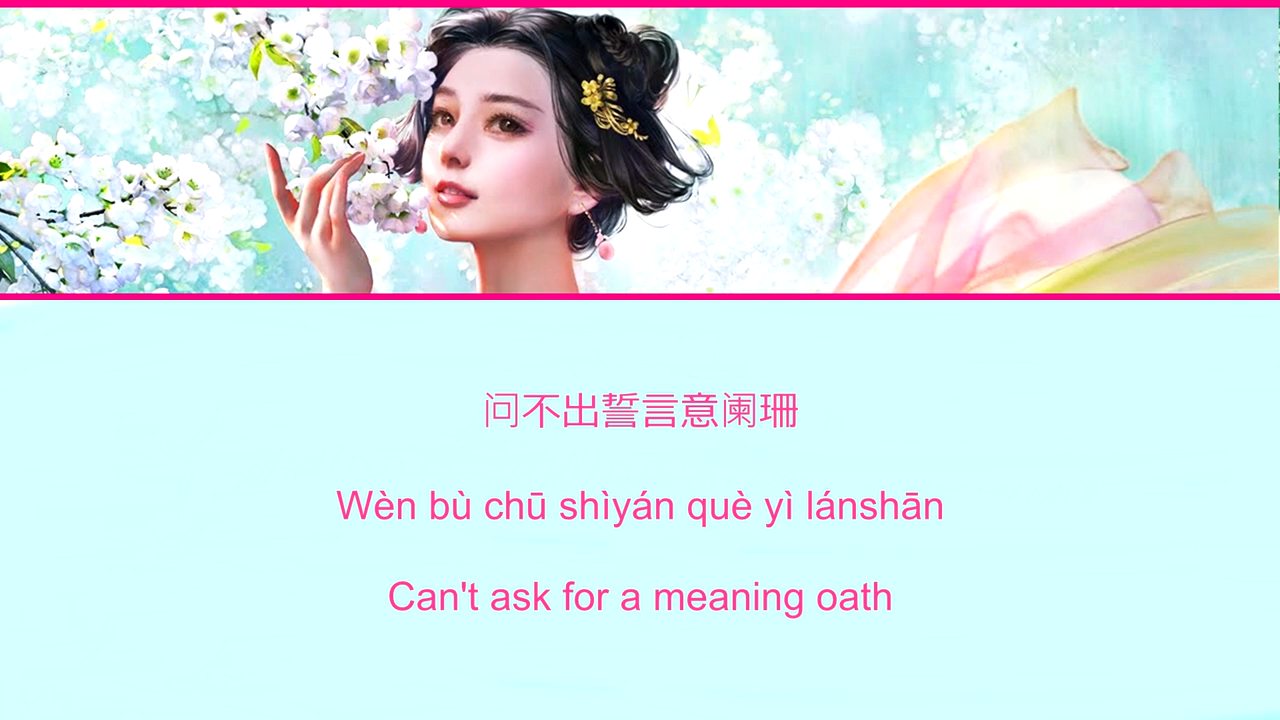 问不出誓言意阑珊
Wèn bù chū shìyán què yì lánshān
Can't ask for a meaning oath